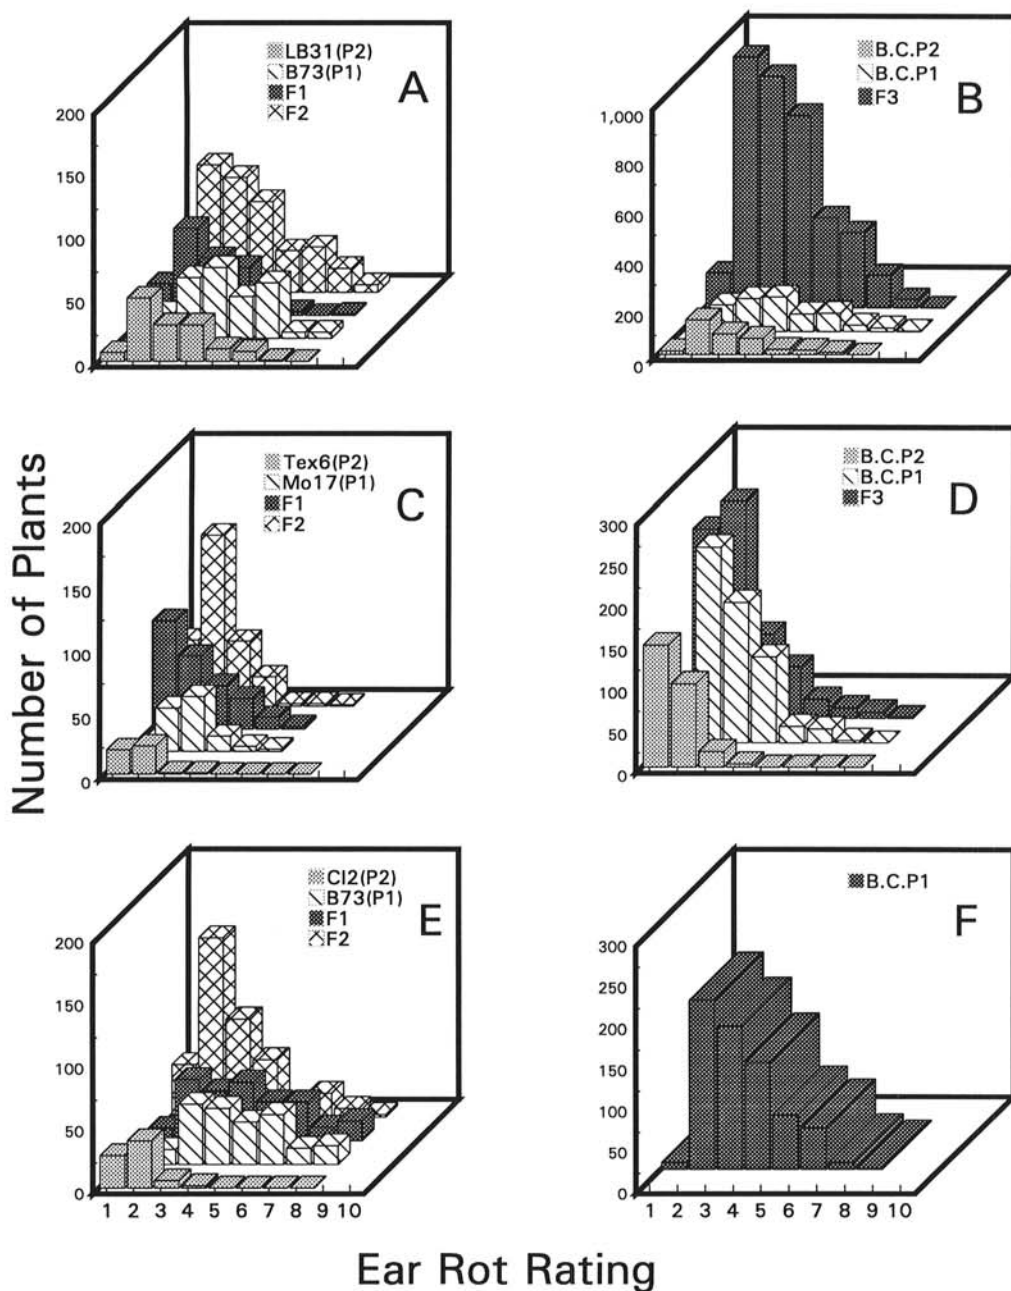 LB31(P2)
B73(P1)
F1
F2
A
200
150
100
50
0
B.C.P2
B.C.P1
F3
B
1,000
800
600
400
200
0
Tex6(P2)
Mo17(P1)
F1
F2
C
200
150
100
50
0
B.C.P2
B.C.P1
F3
D
300
250
200
150
100
50
0
Number of Plants
CI2(P2)
B73(P1)
F1
F2
E
200
150
100
50
0
1 2 3 4 5 6 7 8 9 10
B.C.P1
F
300
250
200
150
100
50
0
1 2 3 4 5 6 7 8 9 10
Ear Rot Rating